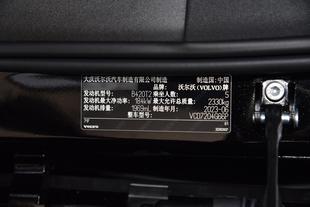 大庆沃尔沃汽车制造有限公司制造 制造国:中国
发动机型号: B420T2 品牌: 沃尔沃(VOLVO)牌
发动机最大净功率: 184kW 乘坐人数: 5
发动机排量: 1969mL 最大允许总质量: 2330kg
制造年月: 2023-06
整车型号: VCD7204G66P
VOLVO